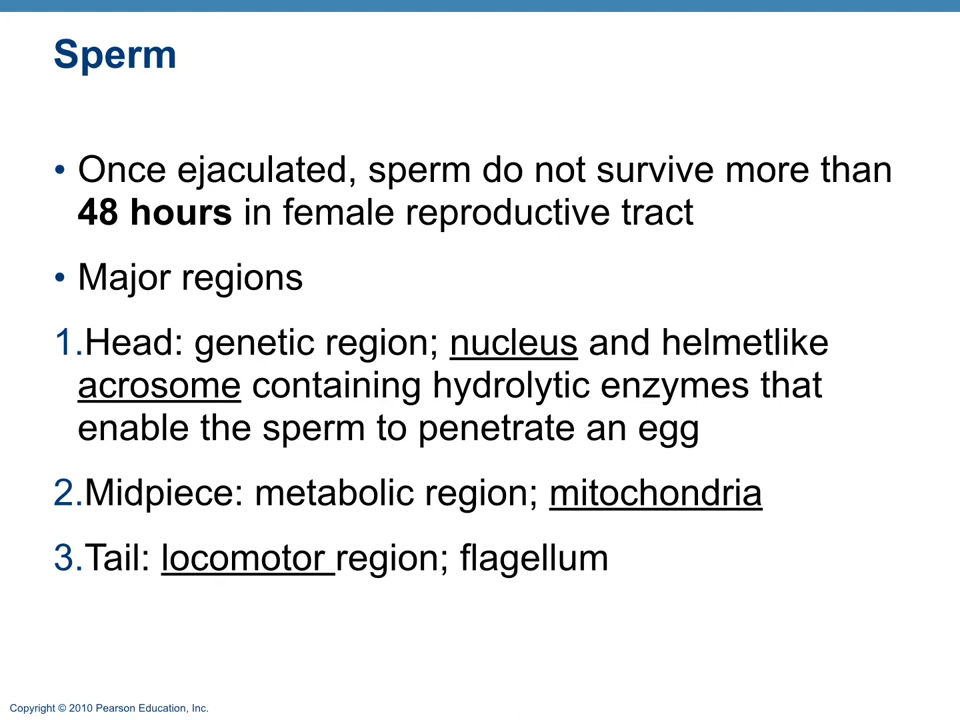 Sperm
• Once ejaculated, sperm do not survive more than
48 hours in female reproductive tract
• Major regions
1.Head: genetic region; nucleus and helmetlike
acrosome containing hydrolytic enzymes that
enable the sperm to penetrate an egg
2.Midpiece: metabolic region; mitochondria
3.Tail: locomotor region; flagellum
Copyright © 2010 Pearson Education, Inc.